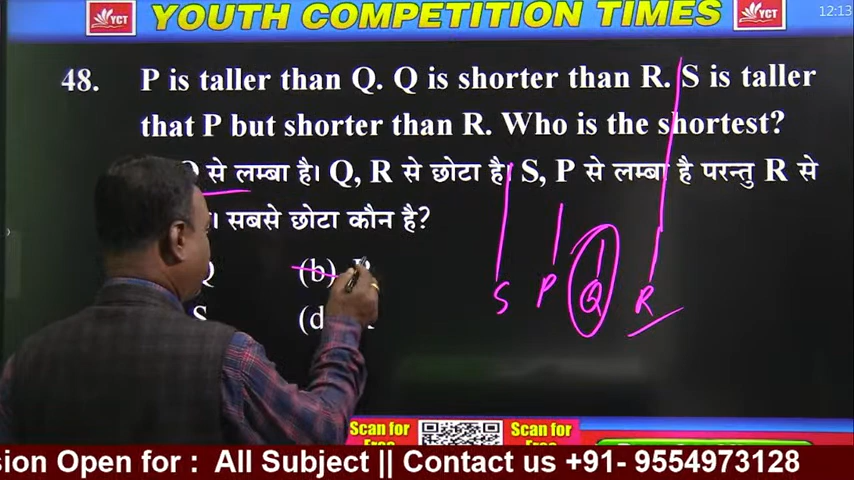 YCT
YOUTH COMPETITION TIMES
YCT
12:13
48. P is taller than Q. Q is shorter than R. S is taller
that P but shorter than R. Who is the shortest?
से लम्बा है। Q, R से छोटा है। S, P से लम्बा है परन्तु R से
। सबसे छोटा कौन है?
Q (b)
S (d
S P Q R
Scan for
Scan for
sion Open for : All Subject || Contact us +91- 9554973128